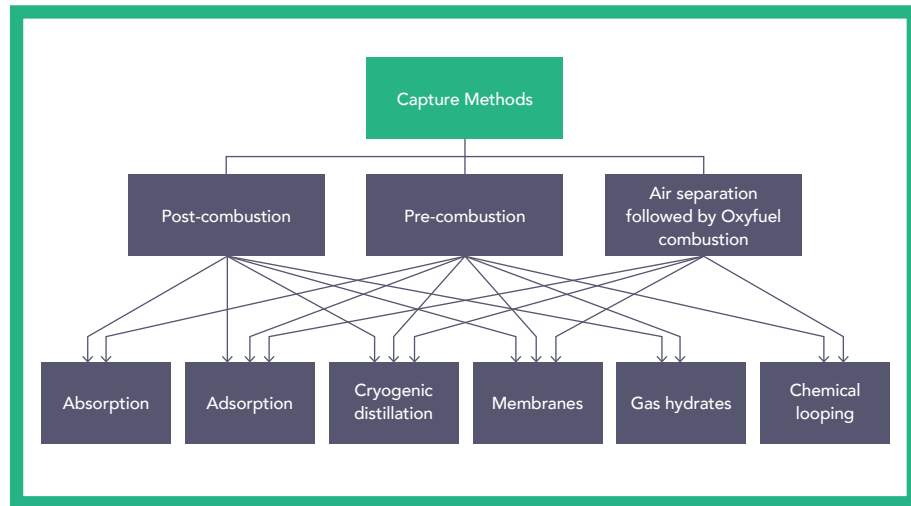 Capture Methods
Post-combustion
Pre-combustion
Air separation
followed by Oxyfuel
combustion
Absorption
Adsorption
Cryogenic
distillation
Membranes
Gas hydrates
Chemical
looping